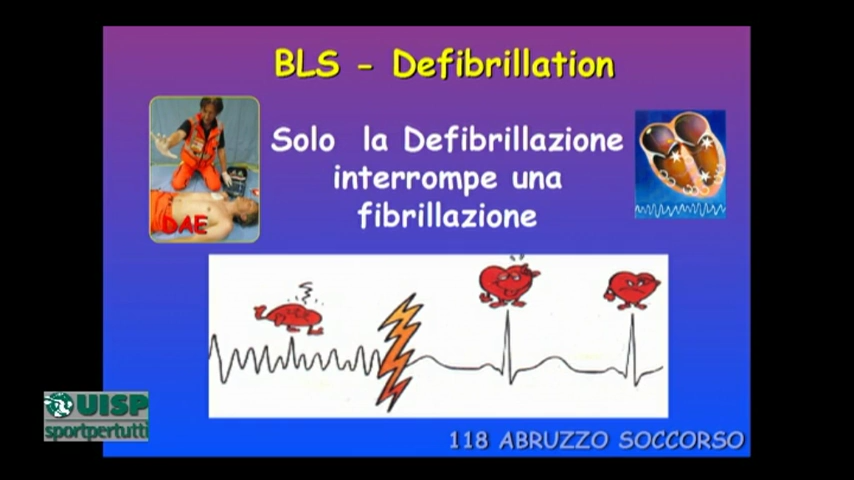 BLS - Defibrillation
Solo la Defibrillazione
interrompe una
fibrillazione
DAE
UISP
sportpertutti
118 ABRUZZO SOCCORSO